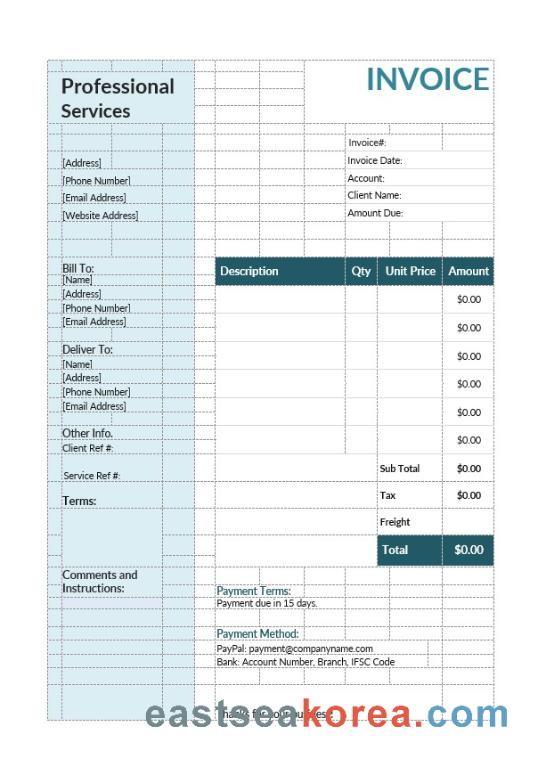 Professional
Services
INVOICE
Invoice#:
Invoice Date:
Account:
Client Name:
Amount Due:
[Address]
[Phone Number]
[Email Address]
[Website Address]
Bill To:
[Name]
[Address]
[Phone Number]
[Email Address]
Deliver To:
[Name]
[Address]
[Phone Number]
[Email Address]
Other Info.
Client Ref #:
Service Ref #:
Terms:
Comments and
Instructions:
Description Qty Unit Price Amount
$0.00
$0.00
$0.00
$0.00
$0.00
$0.00
Sub Total $0.00
Tax $0.00
Freight
Total $0.00
Payment Terms:
Payment due in 15 days.
Payment Method:
PayPal: payment@companyname.com
Bank: Account Number, Branch, IFSC Code
Thanks for your business!
eastseakorea.com